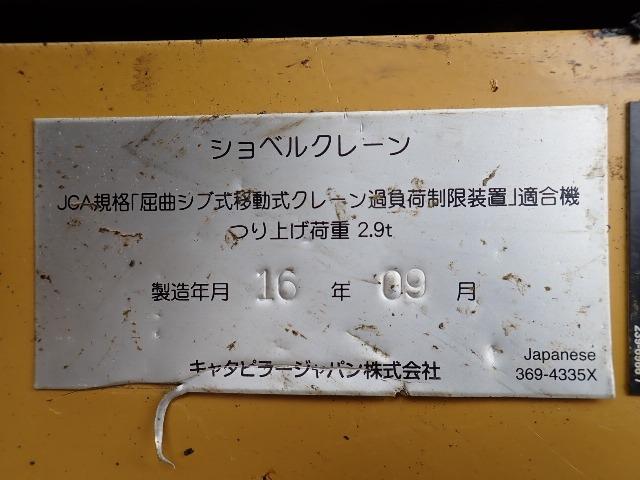 ショベルクレーン
JCA規格｢屈曲ジブ式移動式クレーン過負荷制限装置｣適合機
つり上げ荷重 2.9t
製造年月 16 年 09 月
キャタピラージャパン株式会社
Japanese
369-4335X